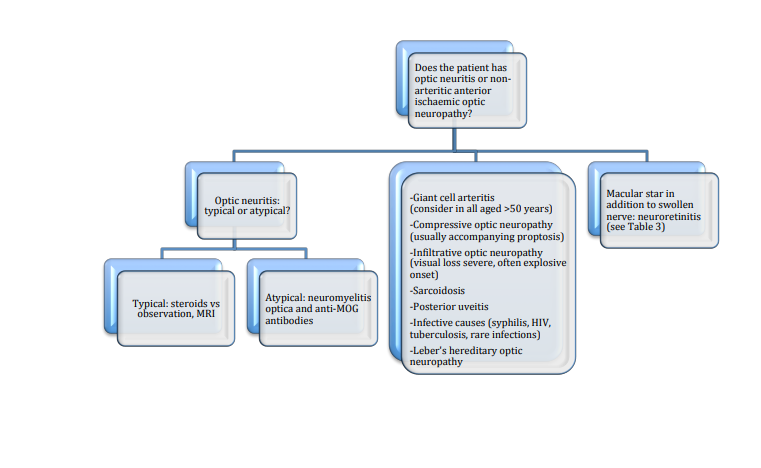 Does the patient has
optic neuritis or non-
arteritic anterior
ischaemic optic
neuropathy?
Optic neuritis:
typical or atypical?
Typical: steroids vs
observation, MRI
Atypical: neuromyelitis
optica and anti-MOG
antibodies
-Giant cell arteritis
(consider in all aged >50 years)
-Compressive optic neuropathy
(usually accompanying proptosis)
-Infiltrative optic neuropathy
(visual loss severe, often explosive
onset)
-Sarcoidosis
-Posterior uveitis
-Infective causes (syphilis, HIV,
tuberculosis, rare infections)
-Leber's hereditary optic
neuropathy
Macular star in
addition to swollen
nerve: neuroretinitis
(see Table 3)